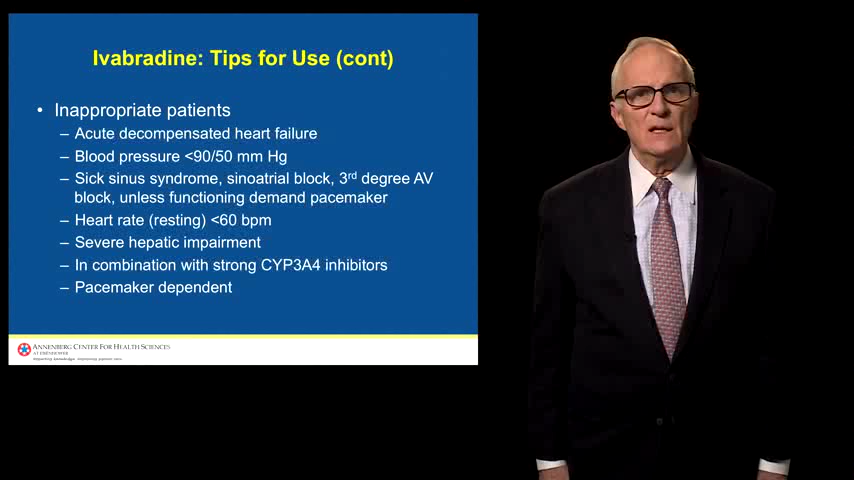 Ivabradine: Tips for Use (cont)
• Inappropriate patients
– Acute decompensated heart failure
– Blood pressure <90/50 mm Hg
– Sick sinus syndrome, sinoatrial block, 3rd degree AV
block, unless functioning demand pacemaker
– Heart rate (resting) <60 bpm
– Severe hepatic impairment
– In combination with strong CYP3A4 inhibitors
– Pacemaker dependent
ANNENBERG CENTER FOR HEALTH SCIENCES
AT EISENHOWER